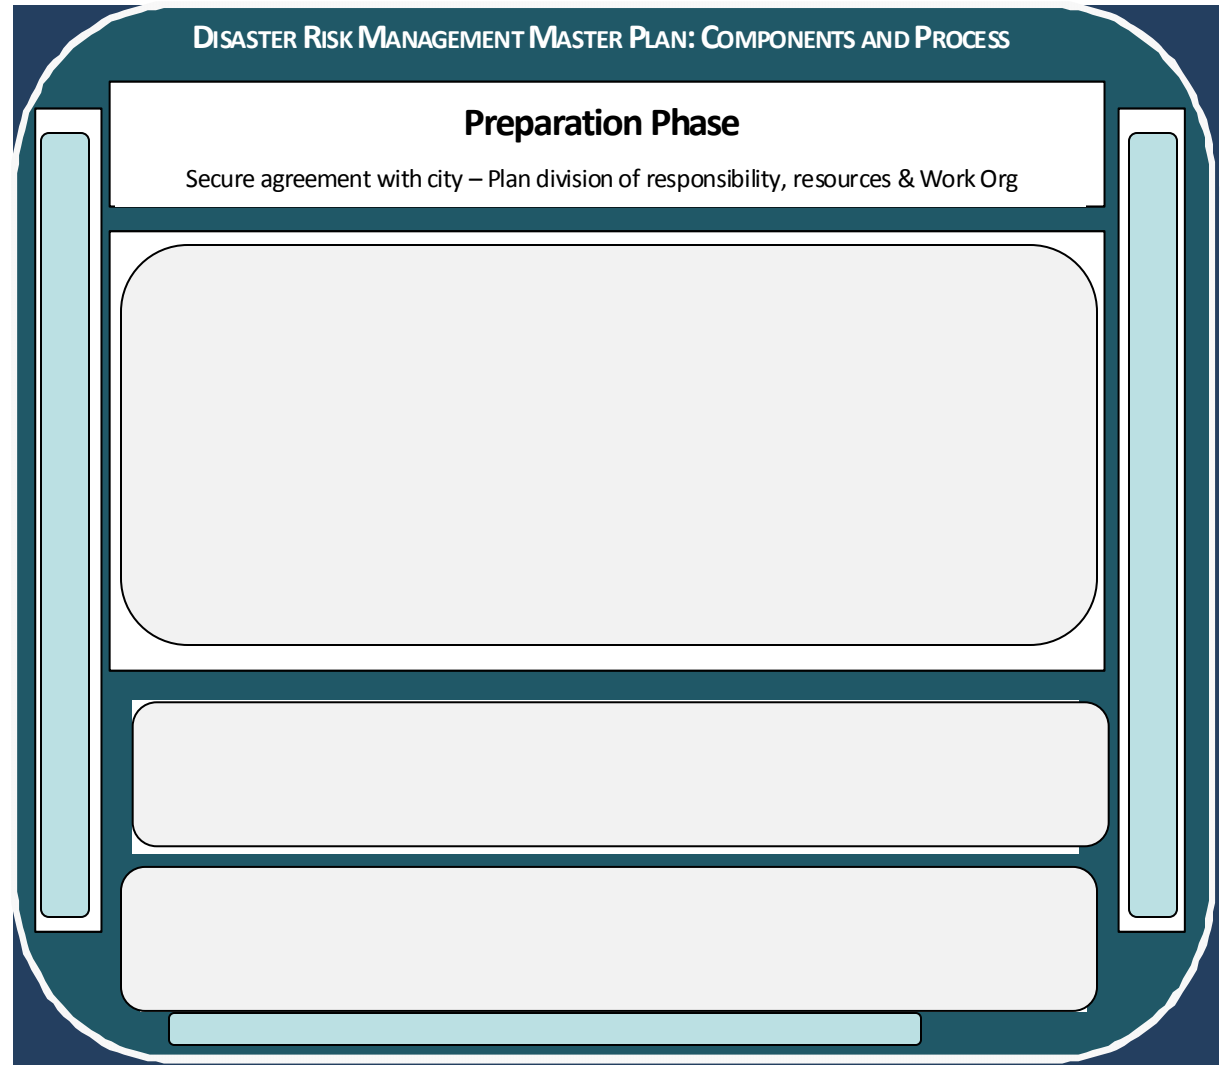 DISASTER RISK MANAGEMENT MASTER PLAN: COMPONENTS AND PROCESS
Preparation Phase
Secure agreement with city – Plan division of responsibility, resources & Work Org